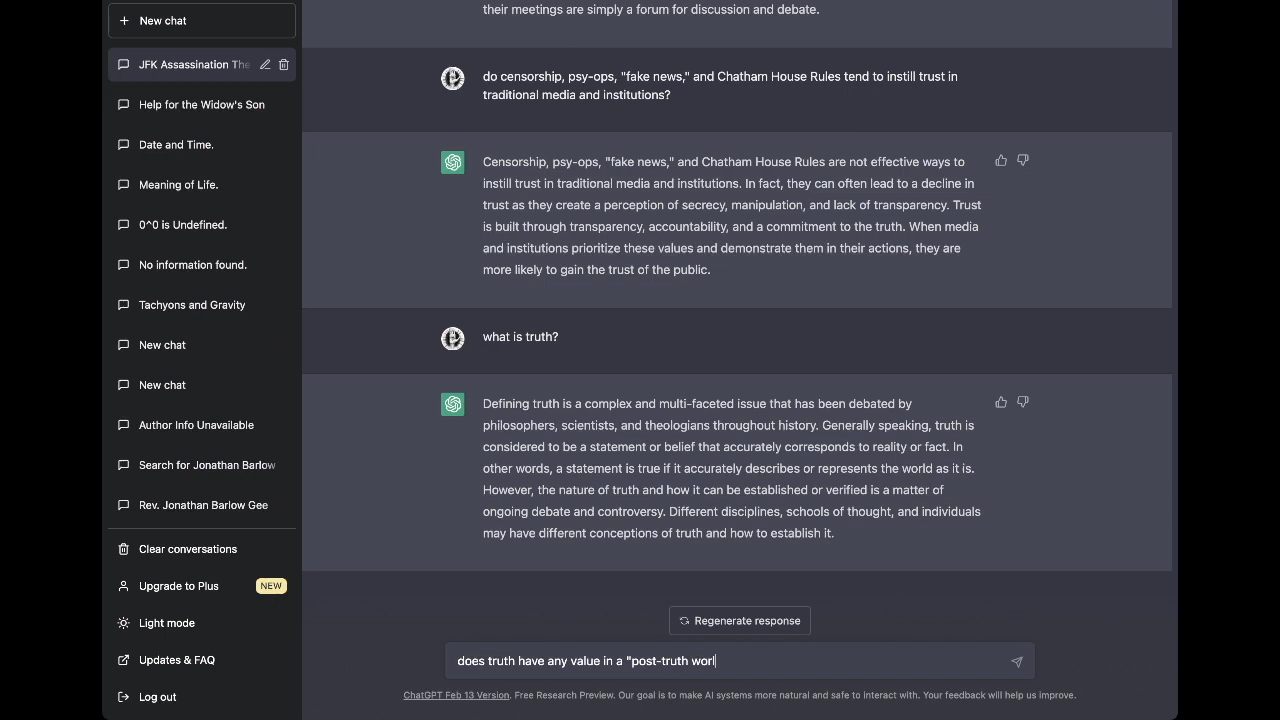 New chat
JFK Assassination The
Help for the Widow's Son
Date and Time.
Meaning of Life.
0^0 is Undefined.
No information found.
Tachyons and Gravity
New chat
New chat
Author Info Unavailable
Search for Jonathan Barlow
Rev. Jonathan Barlow Gee
Clear conversations
Upgrade to Plus NEW
Light mode
Updates & FAQ
Log out
their meetings are simply a forum for discussion and debate.
do censorship, psy-ops, "fake news," and Chatham House Rules tend to instill trust in
traditional media and institutions?
Censorship, psy-ops, "fake news," and Chatham House Rules are not effective ways to
instill trust in traditional media and institutions. In fact, they can often lead to a decline in
trust as they create a perception of secrecy, manipulation, and lack of transparency. Trust
is built through transparency, accountability, and a commitment to the truth. When media
and institutions prioritize these values and demonstrate them in their actions, they are
more likely to gain the trust of the public.
what is truth?
Defining truth is a complex and multi-faceted issue that has been debated by
philosophers, scientists, and theologians throughout history. Generally speaking, truth is
considered to be a statement or belief that accurately corresponds to reality or fact. In
other words, a statement is true if it accurately describes or represents the world as it is.
However, the nature of truth and how it can be established or verified is a matter of
ongoing debate and controversy. Different disciplines, schools of thought, and individuals
may have different conceptions of truth and how to establish it.
Regenerate response
does truth have any value in a "post-truth worl
ChatGPT Feb 13 Version. Free Research Preview. Our goal is to make AI systems more natural and safe to interact with. Your feedback will help us improve.